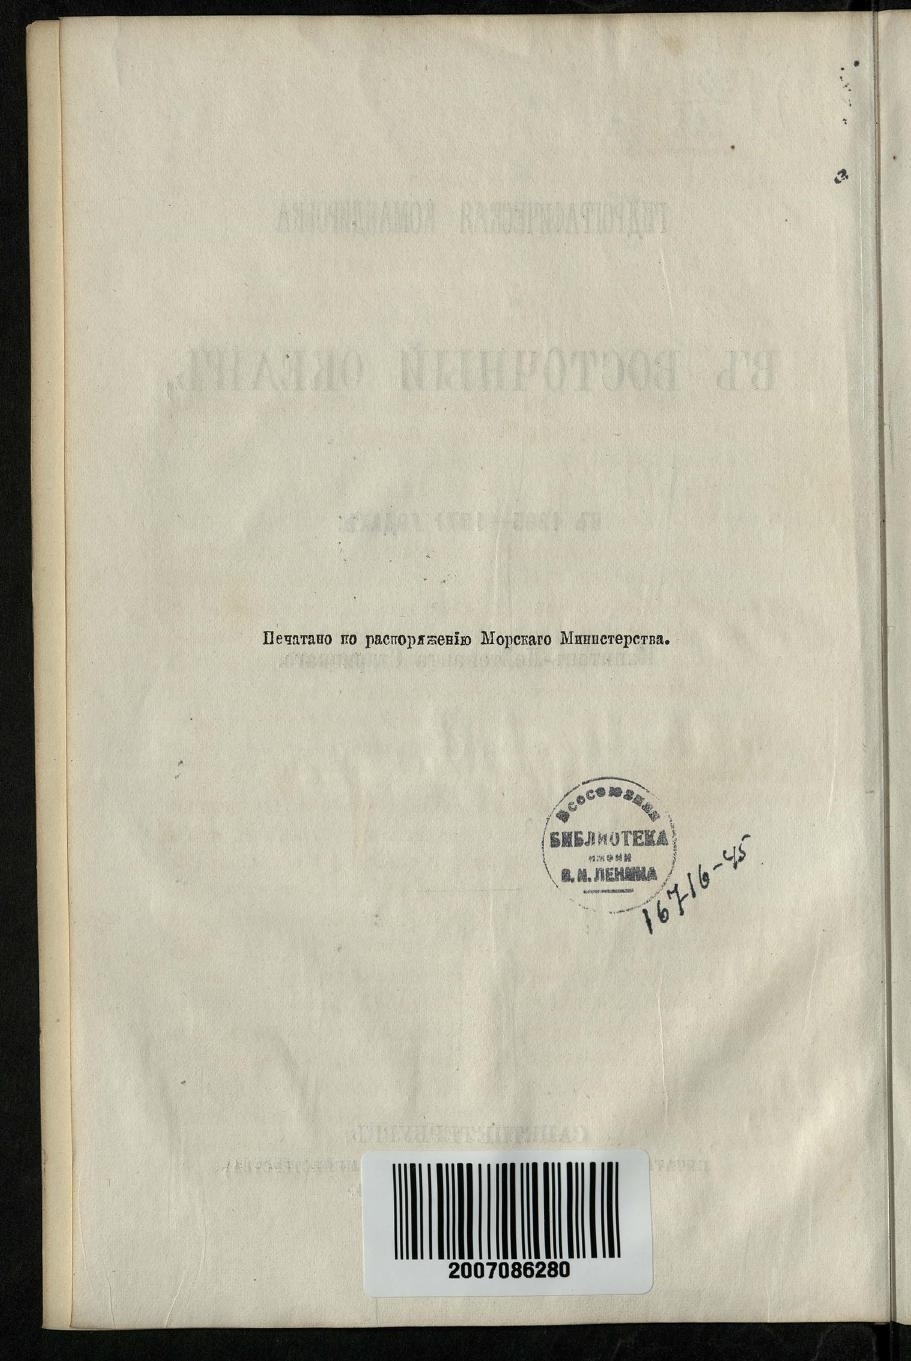 Печатано по распоряженію Морскаго Министерства.
Всесоюзная
БИБЛИОТЕКА
имени
В. И. ЛЕНИНА
16716-45
2007086280